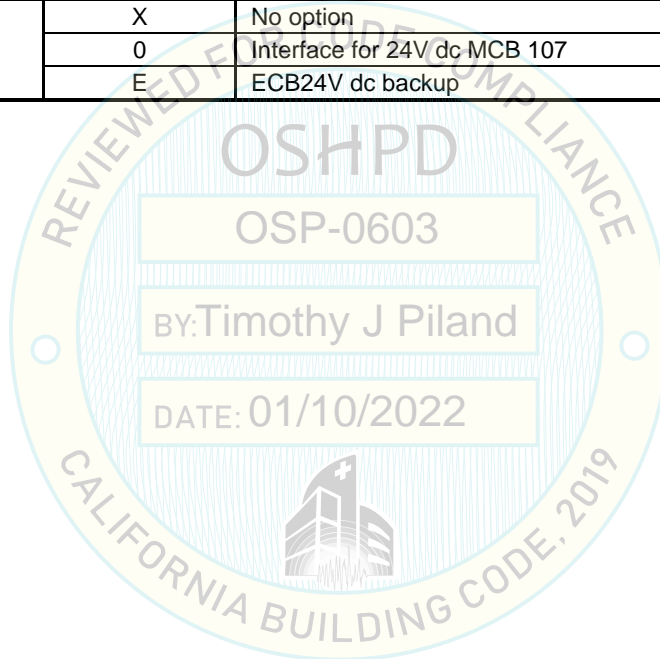 X No option
0 Interface for 24V dc MCB 107
E ECB24V dc backup
REVIEWED FOR CODE COMPLIANCE
OSHPD
OSP-0603
BY:Timothy J Piland
DATE: 01/10/2022
CALIFORNIA BUILDING CODE, 2019